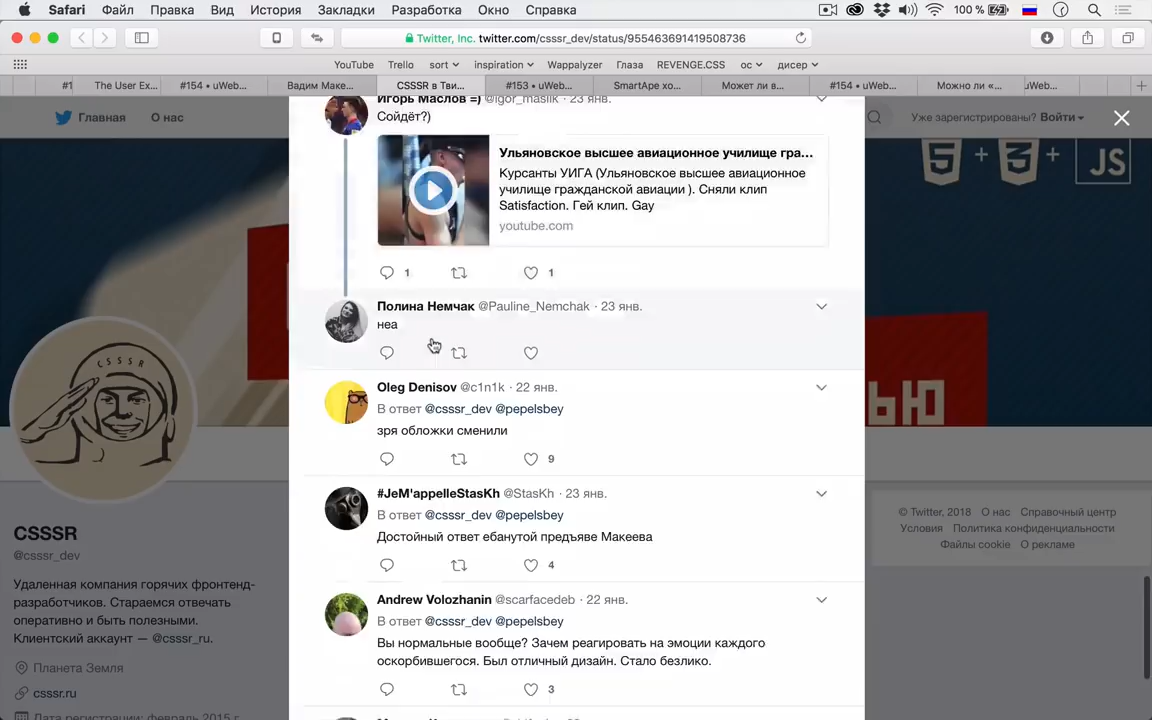 Safari Файл Правка Вид История Закладки Разработка Окно Справка 100 %
Twitter, Inc. twitter.com/csssr_dev/status/955463691419508736
YouTube Trello sort inspiration Wappalyzer Глаза REVENGE.CSS ос дисер
#1 The User Ex... #154 • uWeb... Вадим Маке... CSSSR в Тви... #153 • uWeb... SmartApe хо... Может ли в... #154 • uWeb... Можно ли «... uWeb...
Главная О нас
Уже зарегистрированы? Войти
5 + 3 + JS
ЬЮ
CSSSR
CSSSR
@csssr_dev
Удаленная компания горячих фронтенд-
разработчиков. Стараемся отвечать
оперативно и быть полезными.
Клиентский аккаунт — @csssr_ru.
Планета Земля
csssr.ru
Дата регистрации: февраль 2015 г.
Игорь Маслов =) @igor_maslik · 23 янв.
Сойдёт?)
Ульяновское высшее авиационное училище гра...
Курсанты УИГА (Ульяновское высшее авиационное
училище гражданской авиации ). Сняли клип
Satisfaction. Гей клип. Gay
youtube.com
1 1
Полина Немчак @Pauline_Nemchak · 23 янв.
неа
Oleg Denisov @c1n1k · 22 янв.
В ответ @csssr_dev @pepelsbey
зря обложки сменили
9
#JeM'appelleStasKh @StasKh · 23 янв.
В ответ @csssr_dev @pepelsbey
Достойный ответ ебанутой предъяве Макеева
4
Andrew Volozhanin @scarfacedeb · 22 янв.
В ответ @csssr_dev @pepelsbey
Вы нормальные вообще? Зачем реагировать на эмоции каждого
оскорбившегося. Был отличный дизайн. Стало безлико.
3
© Twitter, 2018 О нас Справочный центр
Условия Политика конфиденциальности
Файлы cookie О рекламе